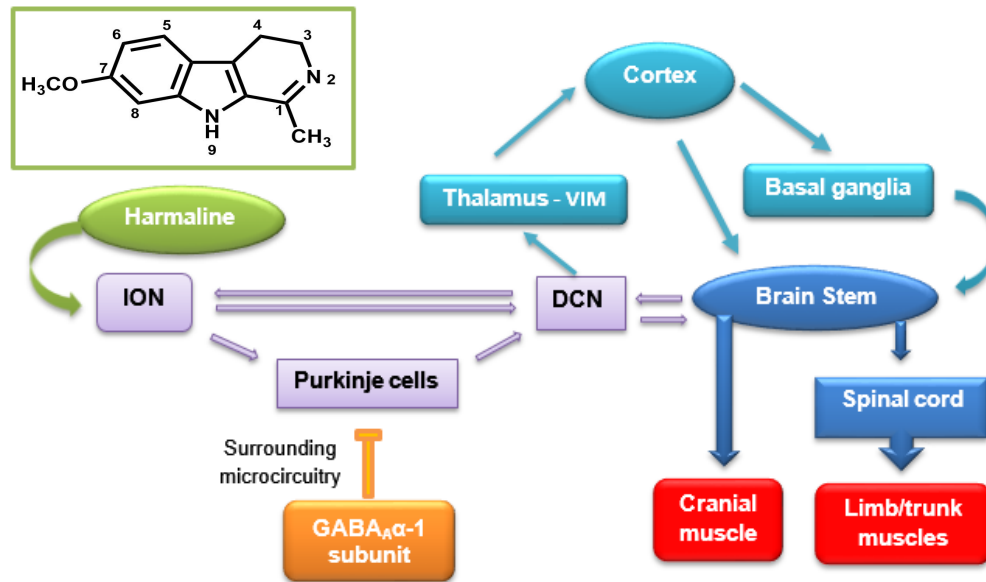 4
5
3
6
7
N
2
H₃CO
8
1
N
H
9
CH₃
Cortex
Harmaline
Thalamus - VIM
Basal ganglia
ION
DCN
Brain Stem
Purkinje cells
Spinal cord
Surrounding
microcircuitry
GABAₐα-1
subunit
Cranial
muscle
Limb/trunk
muscles